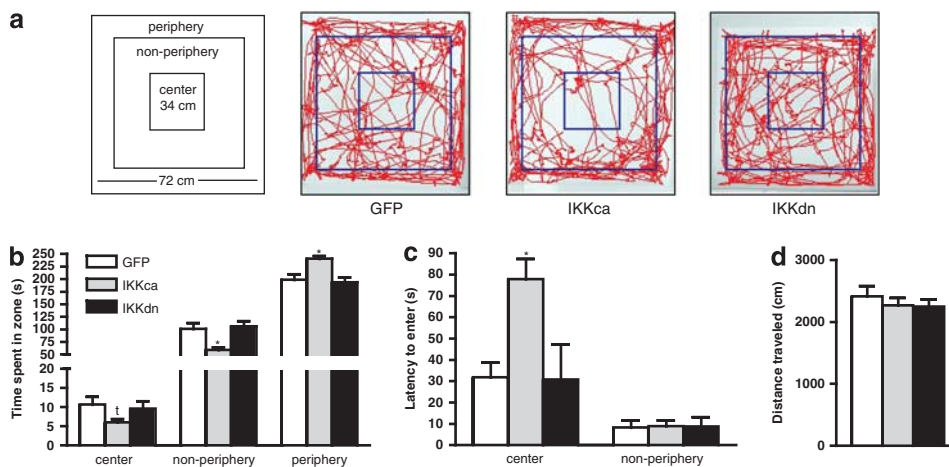 a
periphery
non-periphery
center
34 cm
72 cm
GFP
IKKca
IKKdn
b
Time spent in zone (s)
250
225
200
175
150
125
100
75
50
20
15
10
5
0
GFP
IKKca
IKKdn
t
*
*
center
non-periphery
periphery
c
Latency to enter (s)
90
80
70
60
50
40
30
20
10
0
*
center
non-periphery
d
Distance traveled (cm)
3000
2000
1000
0